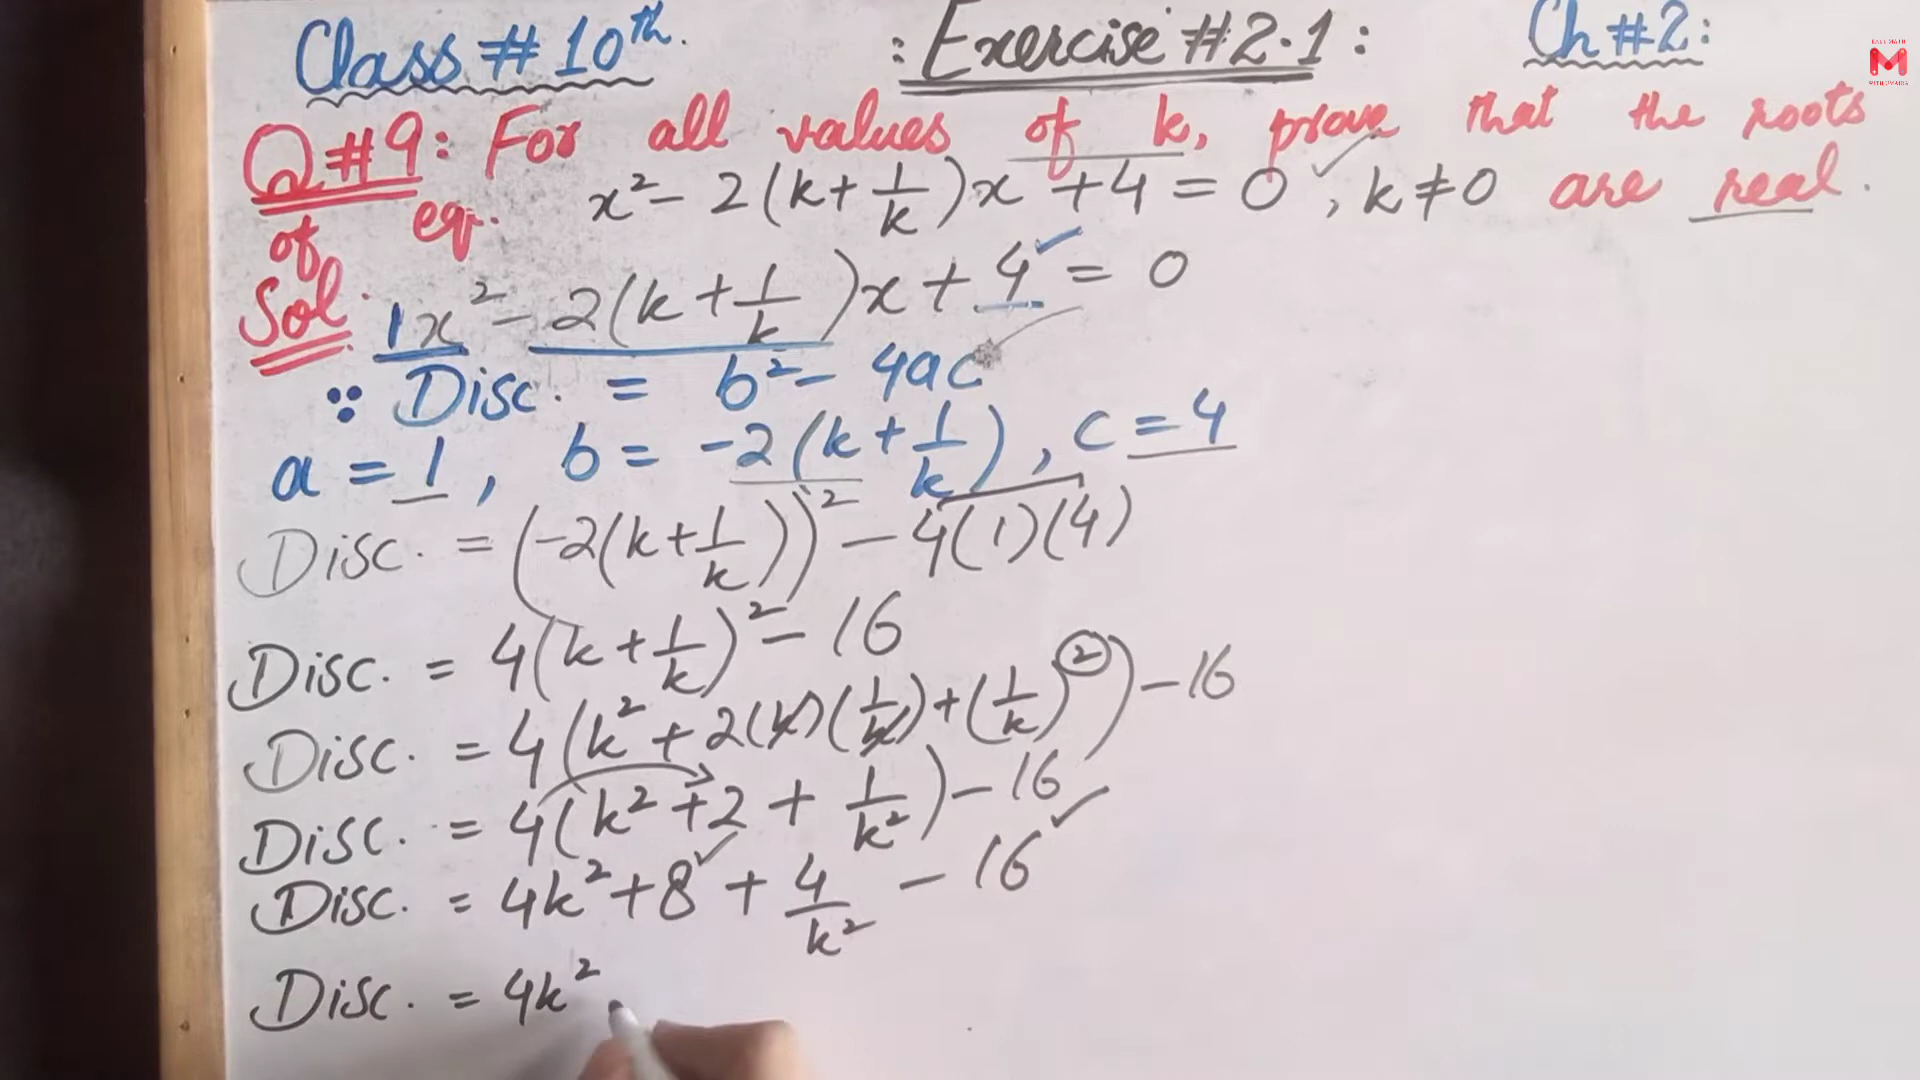 Class # 10th. : Exercise # 2.1 : Ch # 2:
Q#9: For all values of k, prove that the roots
of eq. x² - 2(k + 1/k)x + 4 = 0 , k ≠ 0 are real.
Sol: 1x² - 2(k + 1/k)x + 4 = 0
∵ Disc. = b² - 4ac
a = 1, b = -2(k + 1/k), c = 4
Disc. = (-2(k + 1/k))² - 4(1)(4)
Disc. = 4(k + 1/k)² - 16
Disc. = 4(k² + 2(k)(1/k) + (1/k)²) - 16
Disc. = 4(k² + 2 + 1/k²) - 16
Disc. = 4k² + 8 + 4/k² - 16
Disc. = 4k²